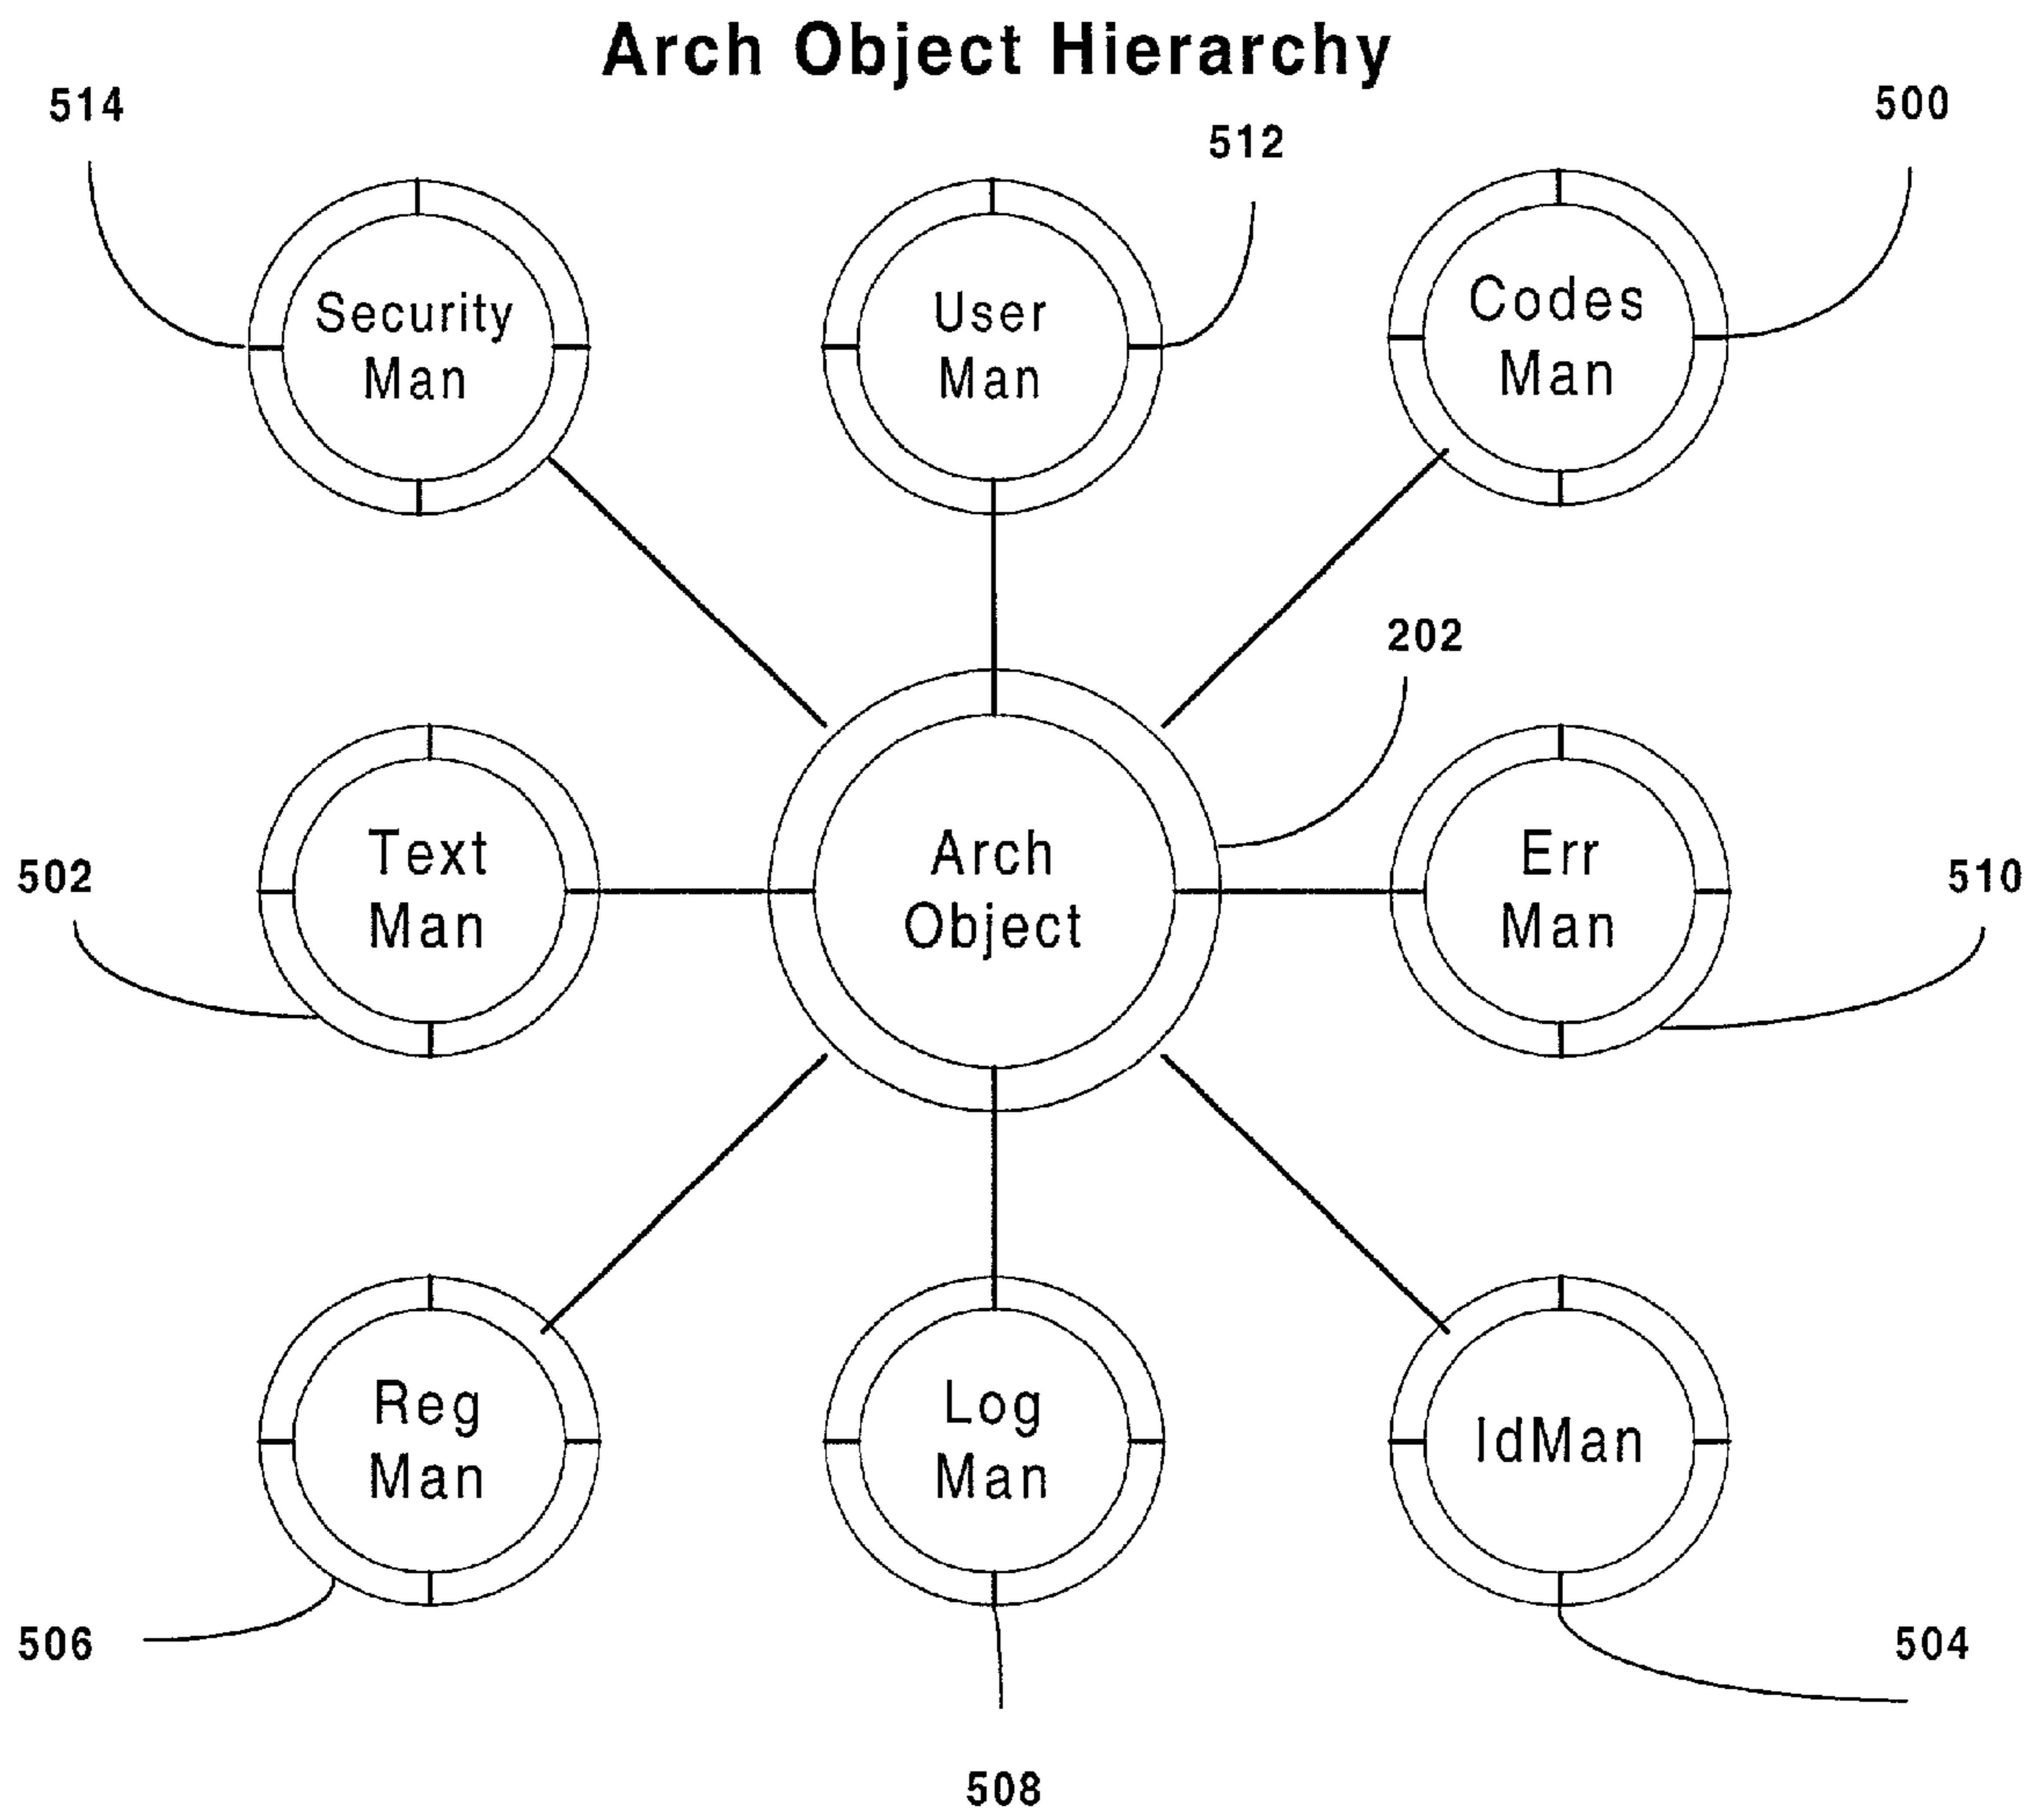 Arch Object Hierarchy
514
512
500
Security
Man
User
Man
Codes
Man
202
502
Text
Man
Arch
Object
Err
Man
510
Reg
Man
Log
Man
IdMan
506
508
504